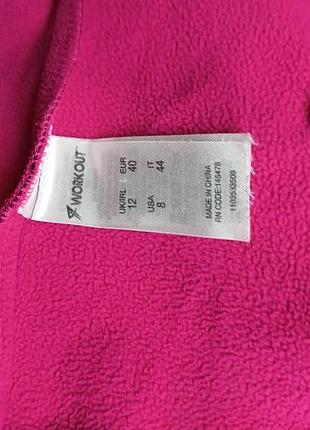 WORKOUT
UK/IRL EUR
12 40
USA IT
8 44
MADE IN CHINA
RN CODE:145478
1103533509